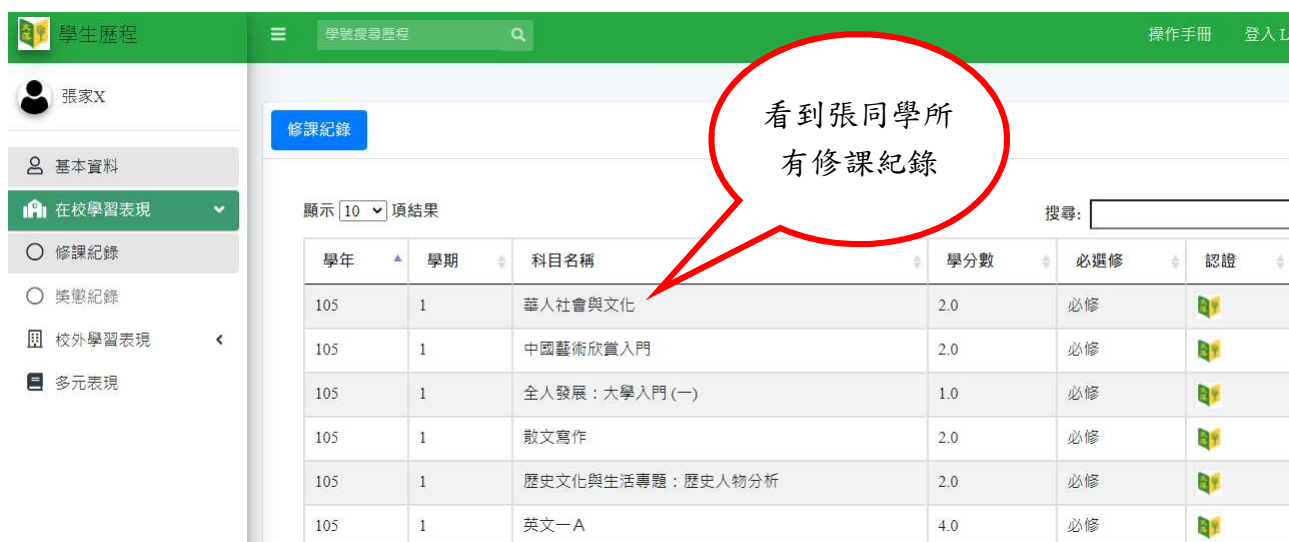 學生歷程
學號搜尋歷程
操作手冊 登入L
張家X
基本資料
在校學習表現
修課紀錄
獎懲紀錄
校外學習表現
多元表現
修課紀錄
看到張同學所
有修課紀錄
顯示 10 項結果
搜尋:
學年 學期 科目名稱 學分數 必選修 認證
105 1 華人社會與文化 2.0 必修
105 1 中國藝術欣賞入門 2.0 必修
105 1 全人發展：大學入門(一) 1.0 必修
105 1 散文寫作 2.0 必修
105 1 歷史文化與生活專題：歷史人物分析 2.0 必修
105 1 英文一A 4.0 必修